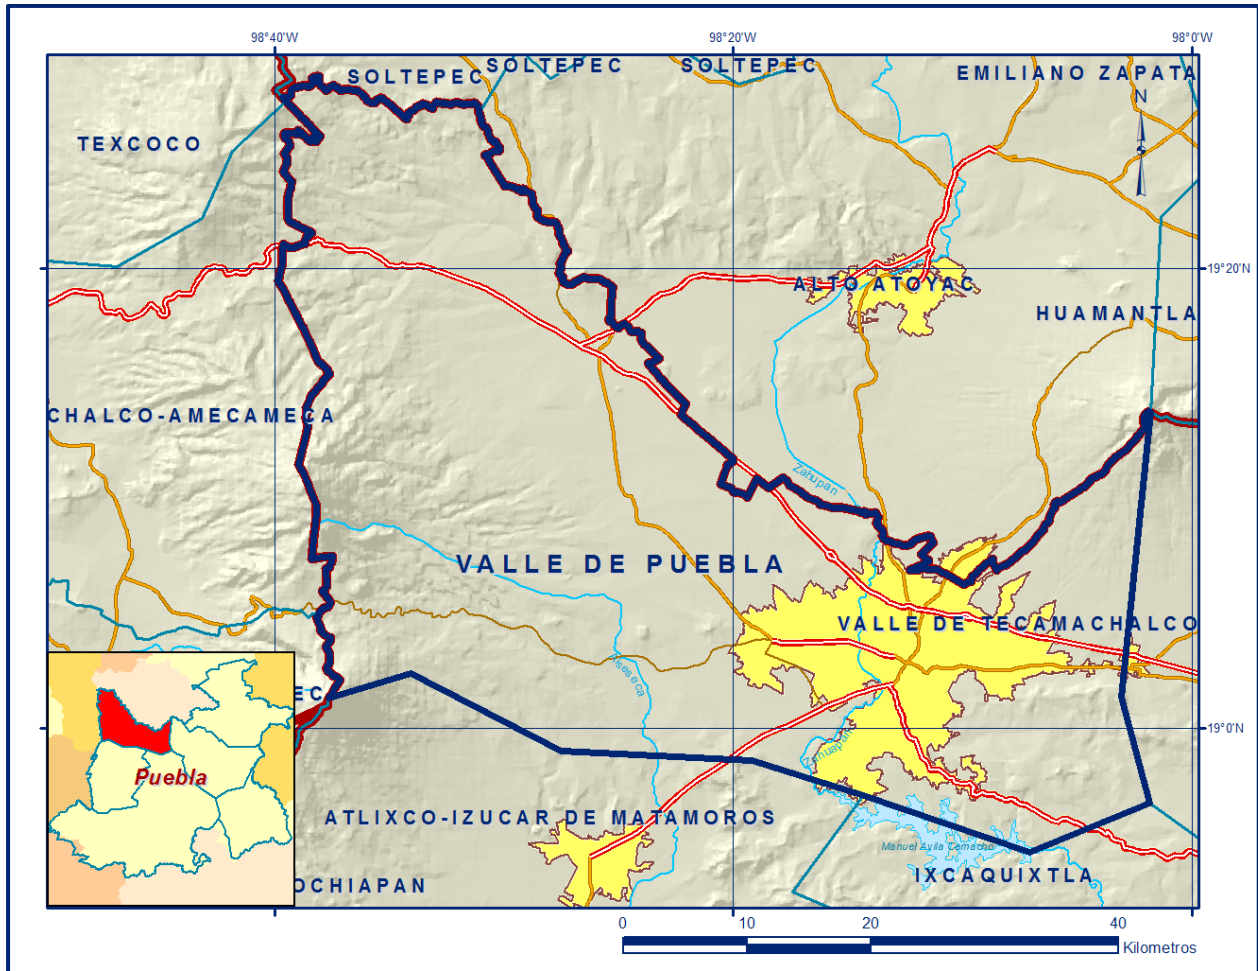 98°40'W
98°20'W
98°0'W
SOLTEPEC
SOLTEPEC
SOLTEPEC
EMILIANO ZAPATA
N
TEXCOCO
19°20'N
ALTO ATOYAC
HUAMANTLA
CHALCO-AMECAMECA
Zahupan
VALLE DE PUEBLA
VALLE DE TECAMACHALCO
EC
19°0'N
Puebla
ATLIXCO-IZUCAR DE MATAMOROS
Manuel Avila Camacho
IXCAQUIXTLA
OCHIAPAN
0
10
20
40
Kilometros